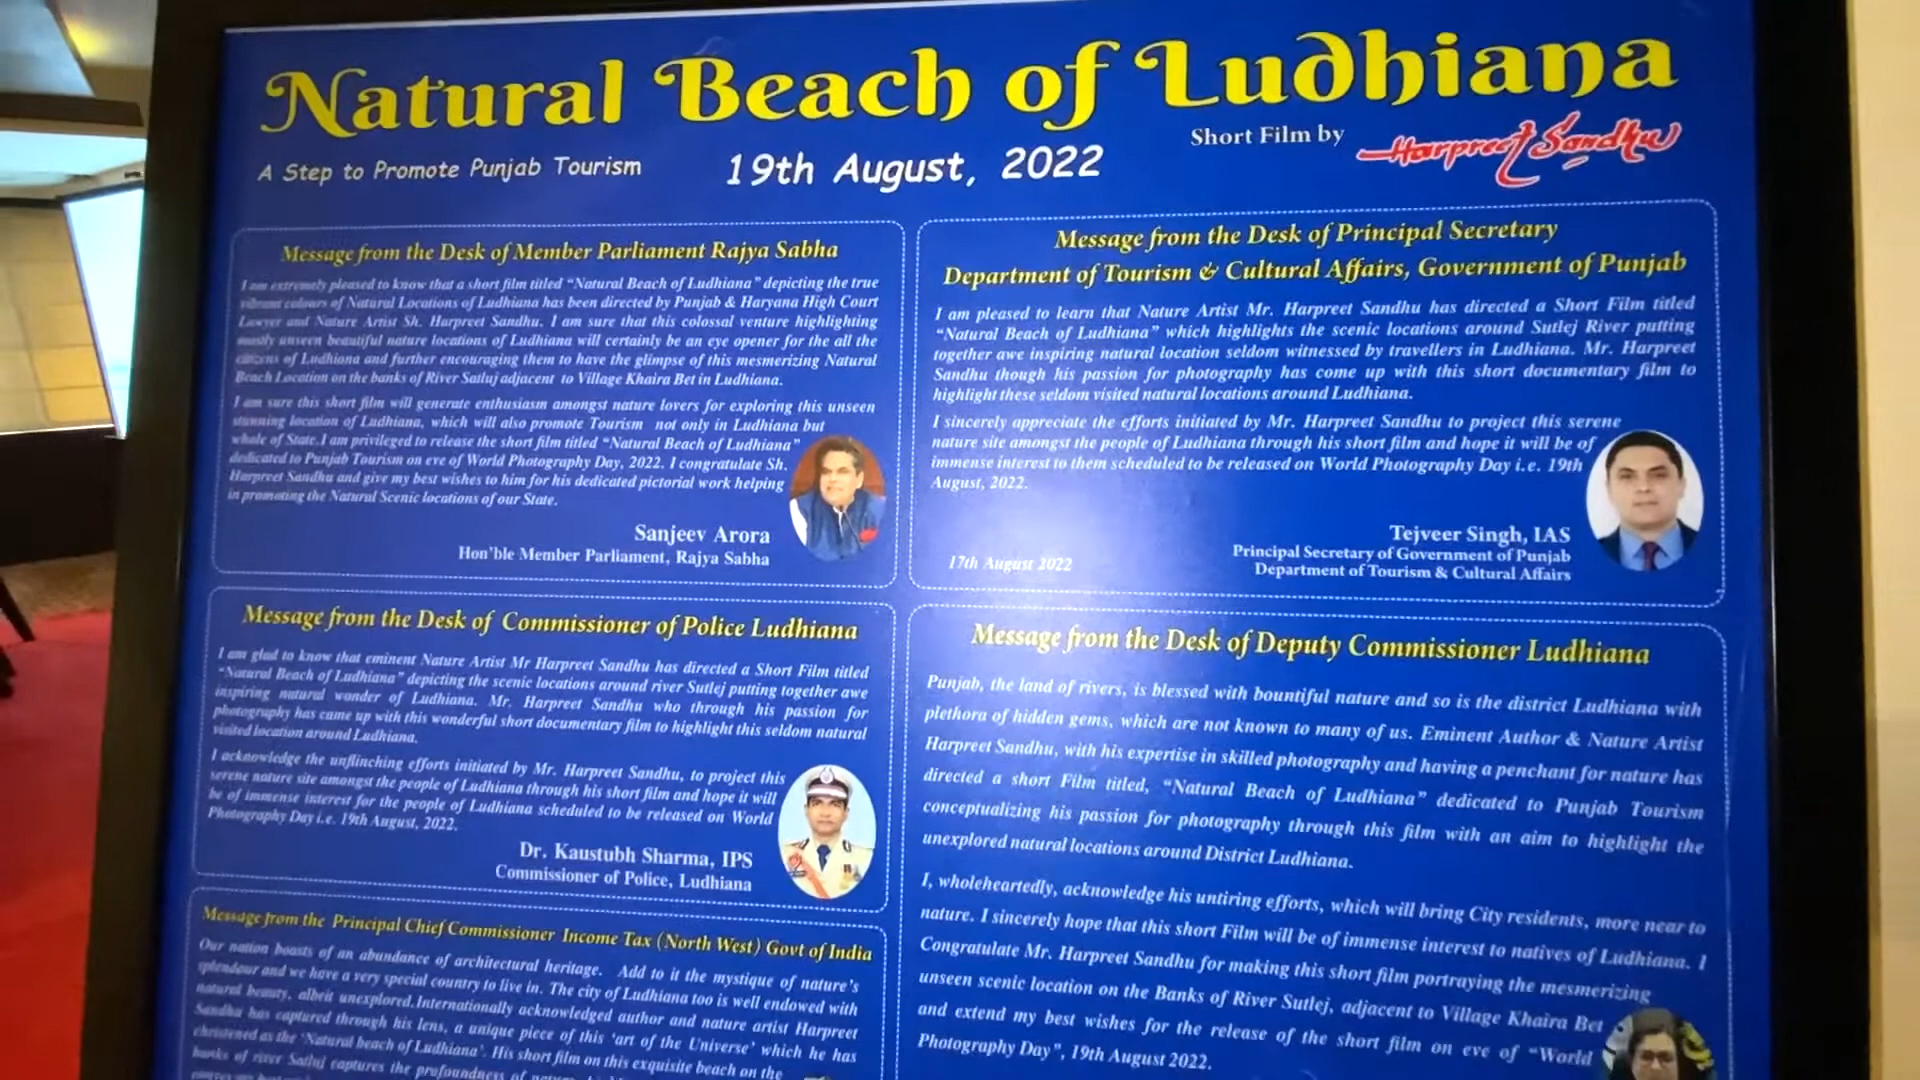 Natural Beach of Ludhiana
Short Film by Harpreet Sandhu
A Step to Promote Punjab Tourism
19th August, 2022
Message from the Desk of Member Parliament Rajya Sabha
I am extremely pleased to know that a short film titled “Natural Beach of Ludhiana” depicting the true
vibrant colours of Natural Locations of Ludhiana has been directed by Punjab & Haryana High Court
Lawyer and Nature Artist Sh. Harpreet Sandhu. I am sure that this colossal venture highlighting
mostly unseen beautiful nature locations of Ludhiana will certainly be an eye opener for the all the
citizens of Ludhiana and further encouraging them to have the glimpse of this mesmerizing Natural
Beach Location on the banks of River Satluj adjacent to Village Khaira Bet in Ludhiana.
I am sure this short film will generate enthusiasm amongst nature lovers for exploring this unseen
stunning location of Ludhiana, which will also promote Tourism not only in Ludhiana but
whole of State.I am privileged to release the short film titled “Natural Beach of Ludhiana”
dedicated to Punjab Tourism on eve of World Photography Day, 2022. I congratulate Sh.
Harpreet Sandhu and give my best wishes to him for his dedicated pictorial work helping
in promoting the Natural Scenic locations of our State.
Sanjeev Arora
Hon’ble Member Parliament, Rajya Sabha
Message from the Desk of Principal Secretary
Department of Tourism & Cultural Affairs, Government of Punjab
I am pleased to learn that Nature Artist Mr. Harpreet Sandhu has directed a Short Film titled
“Natural Beach of Ludhiana” which highlights the scenic locations around Sutlej River putting
together awe inspiring natural location seldom witnessed by travellers in Ludhiana. Mr. Harpreet
Sandhu though his passion for photography has come up with this short documentary film to
highlight these seldom visited natural locations around Ludhiana.
I sincerely appreciate the efforts initiated by Mr. Harpreet Sandhu to project this serene
nature site amongst the people of Ludhiana through his short film and hope it will be of
immense interest to them scheduled to be released on World Photography Day i.e. 19th
August, 2022.
Tejveer Singh, IAS
Principal Secretary of Government of Punjab
Department of Tourism & Cultural Affairs
17th August 2022
Message from the Desk of Commissioner of Police Ludhiana
I am glad to know that eminent Nature Artist Mr Harpreet Sandhu has directed a Short Film titled
“Natural Beach of Ludhiana” depicting the scenic locations around river Sutlej putting together awe
inspiring natural wonder of Ludhiana. Mr. Harpreet Sandhu who through his passion for
photography has came up with this wonderful short documentary film to highlight this seldom natural
visited location around Ludhiana.
I acknowledge the unflinching efforts initiated by Mr. Harpreet Sandhu, to project this
serene nature site amongst the people of Ludhiana through his short film and hope it will
be of immense interest for the people of Ludhiana scheduled to be released on World
Photography Day i.e. 19th August, 2022.
Dr. Kaustubh Sharma, IPS
Commissioner of Police, Ludhiana
Message from the Desk of Deputy Commissioner Ludhiana
Punjab, the land of rivers, is blessed with bountiful nature and so is the district Ludhiana with
plethora of hidden gems, which are not known to many of us. Eminent Author & Nature Artist
Harpreet Sandhu, with his expertise in skilled photography and having a penchant for nature has
directed a short Film titled, “Natural Beach of Ludhiana” dedicated to Punjab Tourism
conceptualizing his passion for photography through this film with an aim to highlight the
unexplored natural locations around District Ludhiana.
I, wholeheartedly, acknowledge his untiring efforts, which will bring City residents, more near to
nature. I sincerely hope that this short Film will be of immense interest to natives of Ludhiana. I
Congratulate Mr. Harpreet Sandhu for making this short film portraying the mesmerizing
unseen scenic location on the Banks of River Sutlej, adjacent to Village Khaira Bet
and extend my best wishes for the release of the short film on eve of “World
Photography Day”, 19th August 2022.
Message from the Principal Chief Commissioner Income Tax (North West) Govt of India
Our nation boasts of an abundance of architectural heritage. Add to it the mystique of nature’s
splendour and we have a very special country to live in. The city of Ludhiana too is well endowed with
natural beauty, albeit unexplored.Internationally acknowledged author and nature artist Harpreet
Sandhu has captured through his lens, a unique piece of this ‘art of the Universe’ which he has
christened as the ‘Natural beach of Ludhiana’. His short film on this exquisite beach on the
banks of river Satluj captures the profoundness of